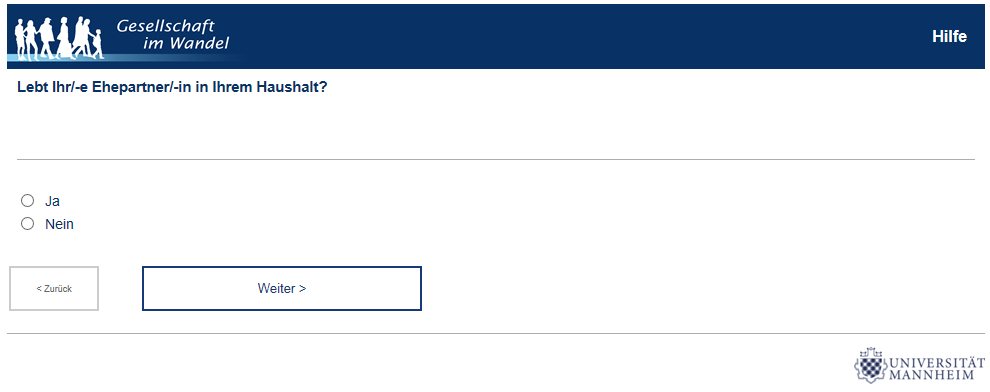 Gesellschaft
im Wandel
Hilfe
Lebt Ihr/-e Ehepartner/-in in Ihrem Haushalt?
Ja
Nein
< Zurück
Weiter >
UNIVERSITÄT
MANNHEIM